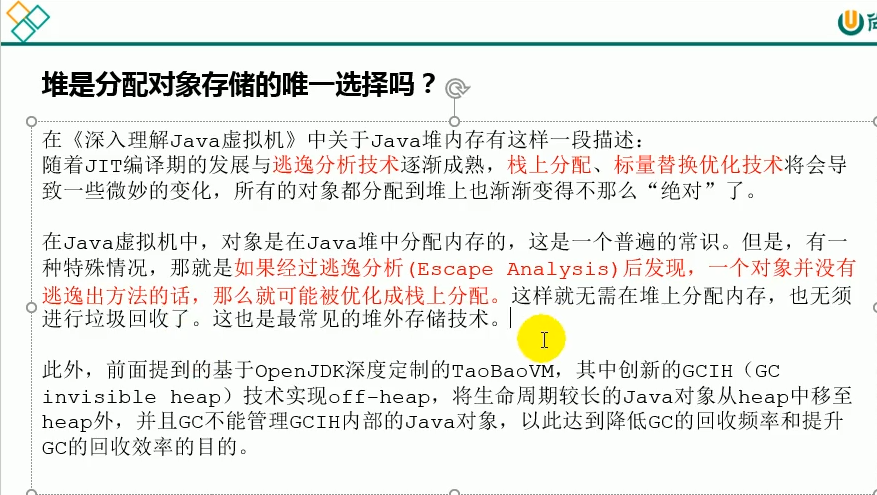 堆是分配对象存储的唯一选择吗？
在《深入理解Java虚拟机》中关于Java堆内存有这样一段描述：
随着JIT编译期的发展与逃逸分析技术逐渐成熟，栈上分配、标量替换优化技术将会导
致一些微妙的变化，所有的对象都分配到堆上也渐渐变得不那么“绝对”了。
在Java虚拟机中，对象是在Java堆中分配内存的，这是一个普遍的常识。但是，有一
种特殊情况，那就是如果经过逃逸分析(Escape Analysis)后发现，一个对象并没有
逃逸出方法的话，那么就可能被优化成栈上分配。这样就无需在堆上分配内存，也无须
进行垃圾回收了。这也是最常见的堆外存储技术。
此外，前面提到的基于OpenJDK深度定制的TaoBaoVM，其中创新的GCIH（GC
invisible heap）技术实现off-heap，将生命周期较长的Java对象从heap中移至
heap外，并且GC不能管理GCIH内部的Java对象，以此达到降低GC的回收频率和提升
GC的回收效率的目的。